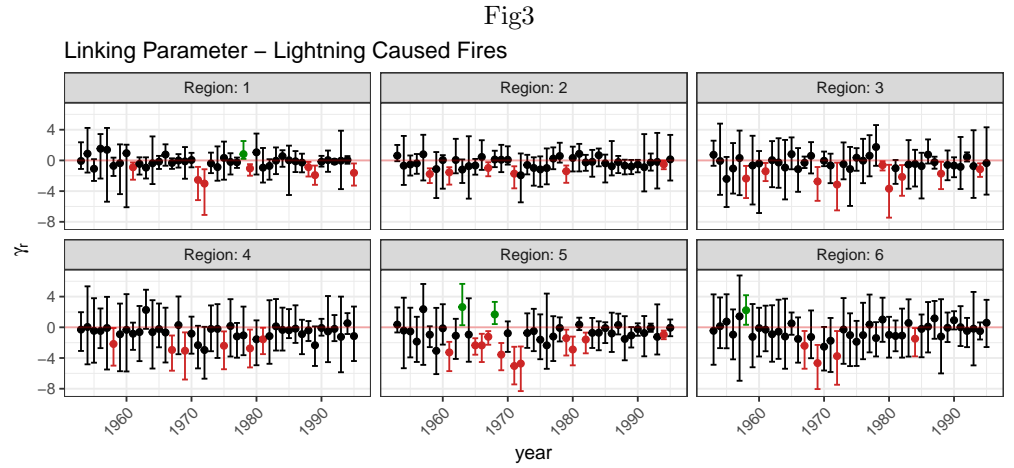 Fig3
Linking Parameter – Lightning Caused Fires
Region: 1 Region: 2 Region: 3
4
0
−4
−8
Region: 4 Region: 5 Region: 6
4
0
−4
−8
γr
1960 1970 1980 1990 1960 1970 1980 1990 1960 1970 1980 1990
year